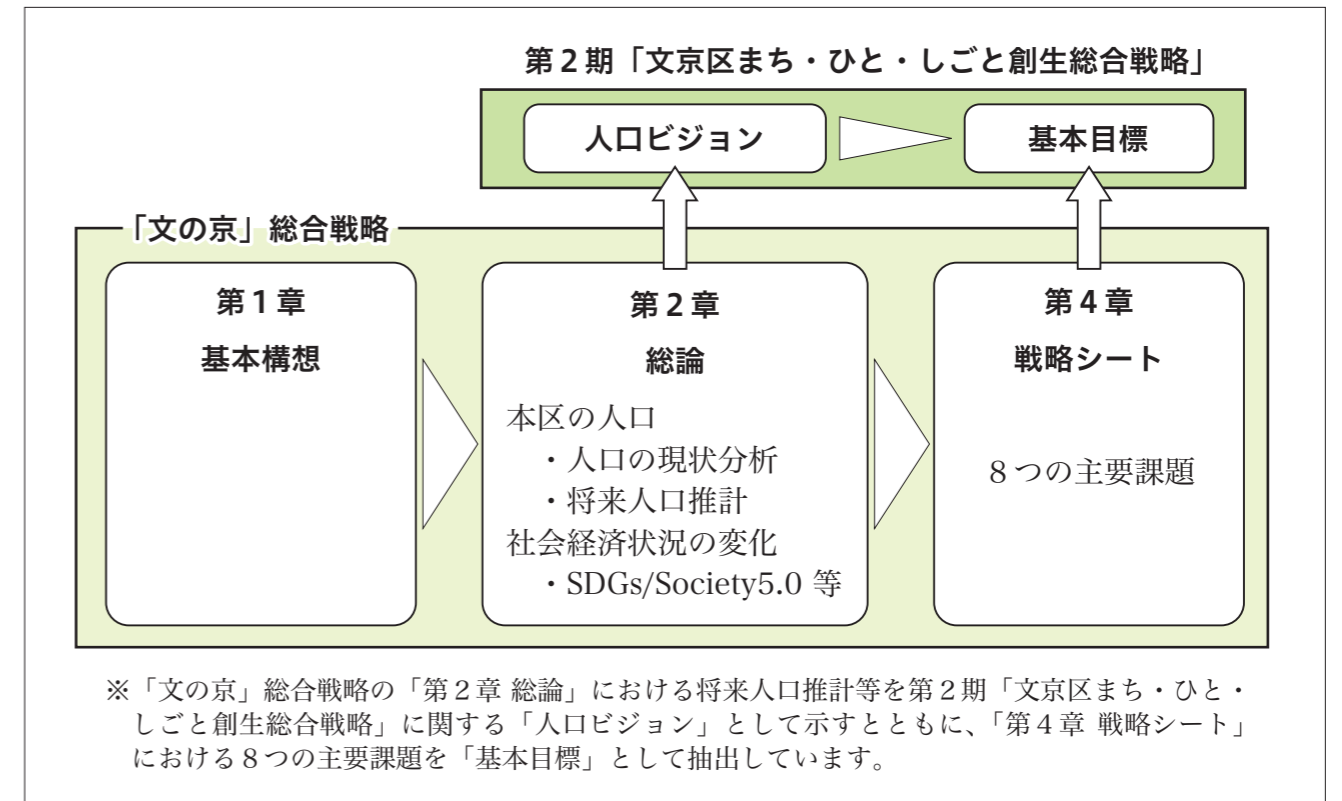 第2期「文京区まち・ひと・しごと創生総合戦略」
人口ビジョン
基本目標
「文の京」総合戦略
第1章
基本構想
第2章
総論
本区の人口
・人口の現状分析
・将来人口推計
社会経済状況の変化
・SDGs/Society5.0 等
第4章
戦略シート
8つの主要課題
※「文の京」総合戦略の「第2章 総論」における将来人口推計等を第2期「文京区まち・ひと・
しごと創生総合戦略」に関する「人口ビジョン」として示すとともに、「第4章 戦略シート」
における8つの主要課題を「基本目標」として抽出しています。